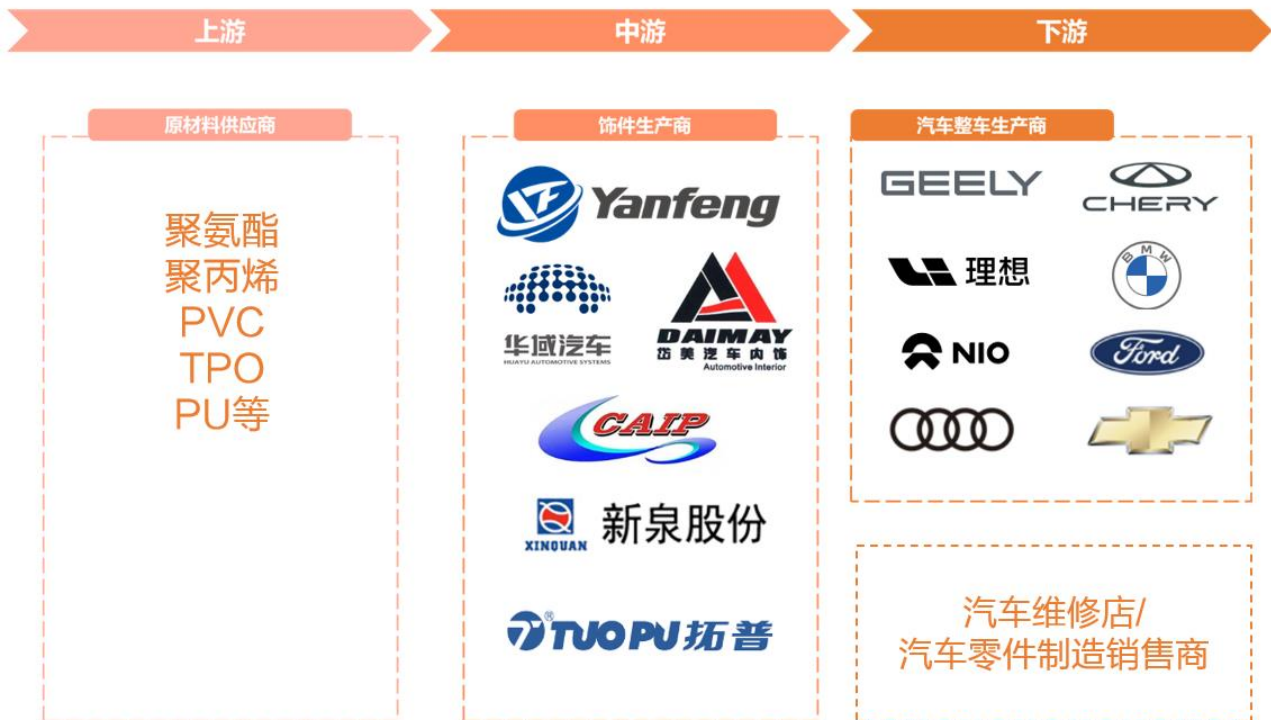 上游
中游
下游
原材料供应商
聚氨酯
聚丙烯
PVC
TPO
PU等
饰件生产商
Yanfeng
华域汽车
HUAYU AUTOMOTIVE SYSTEMS
DAIMAY
岱美汽车内饰
Automotive Interior
CAIP
XINQUAN
新泉股份
TUOPU拓普
汽车整车生产商
GEELY
CHERY
理想
BMW
NIO
Ford
汽车维修店/
汽车零件制造销售商